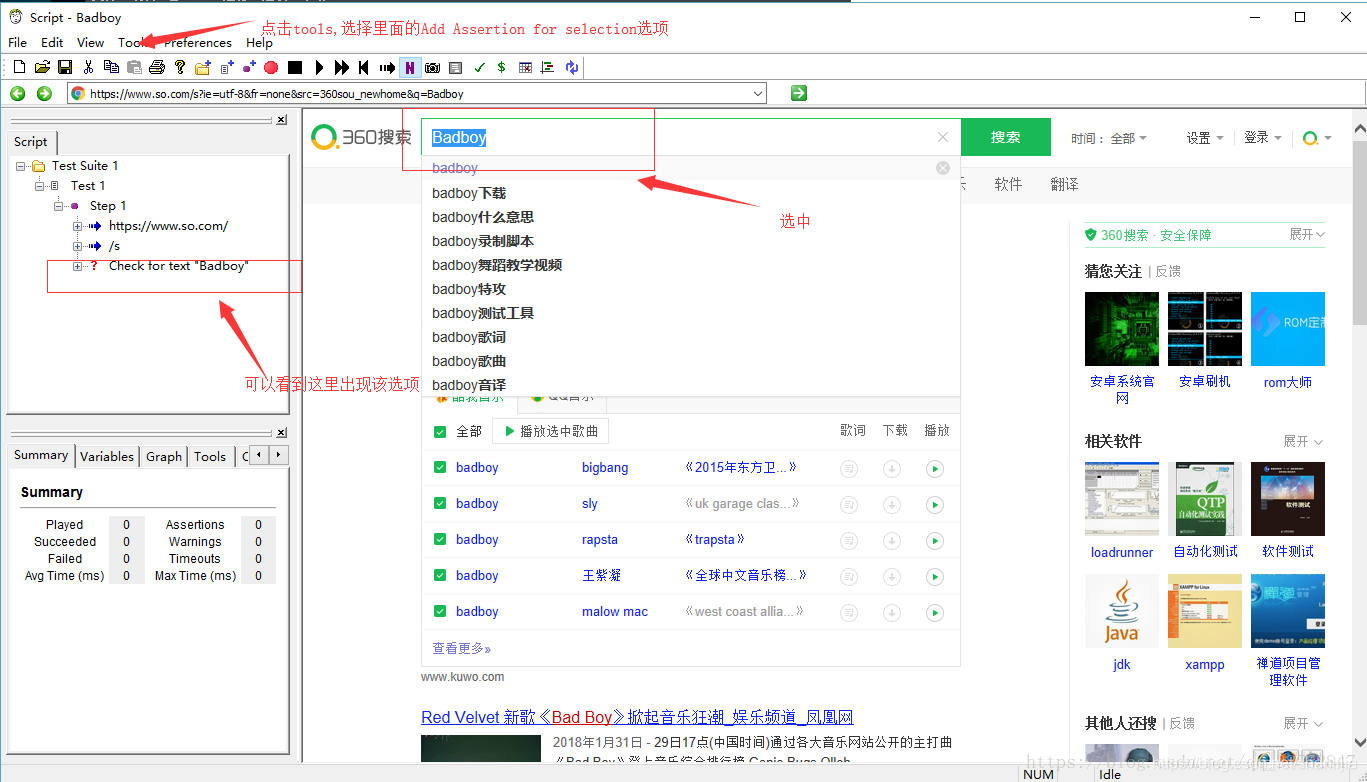 Script - Badboy
点击tools,选择里面的Add Assertion for selection选项
File Edit View Tools Preferences Help
https://www.so.com/s?ie=utf-8&fr=none&src=360sou_newhome&q=Badboy
Script
Test Suite 1
Test 1
Step 1
https://www.so.com/
/s
Check for text "Badboy"
可以看到这里出现该选项
Summary Variables Graph Tools C
Summary
Played 0 Assertions 0
Succeeded 0 Warnings 0
Failed 0 Timeouts 0
Avg Time (ms) 0 Max Time (ms) 0
360搜索 Badboy 搜索 时间： 全部 设置 登录
软件 翻译
badboy
badboy下载
badboy什么意思
badboy录制脚本
badboy舞蹈教学视频
badboy特攻
badboy测试工具
badboy歌词
badboy歌曲
badboy音译
选中
酷我音乐 QQ音乐
全部 播放选中歌曲 歌词 下载 播放
badboy bigbang 《2015年东方卫...》
badboy sly 《uk garage clas...》
badboy rapsta 《trapsta》
badboy 王紫凝 《全球中文音乐榜...》
badboy malow mac 《west coast allia...》
查看更多»
www.kuwo.com
Red Velvet 新歌《Bad Boy》掀起音乐狂潮_娱乐频道_凤凰网
2018年1月31日 - 29日17点(中国时间)通过各大音乐网站公开的主打曲
360搜索 · 安全保障 展开
猜您关注 | 反馈
ROM定制
安卓系统官网 安卓刷机 rom大师
相关软件 展开
QTP
自动化测试实践
软件测试
loadrunner 自动化测试 软件测试
Java
XAMPP for Linux
禅道
jdk xampp 禅道项目管理软件
其他人还搜 | 反馈 展开
NUM Idle